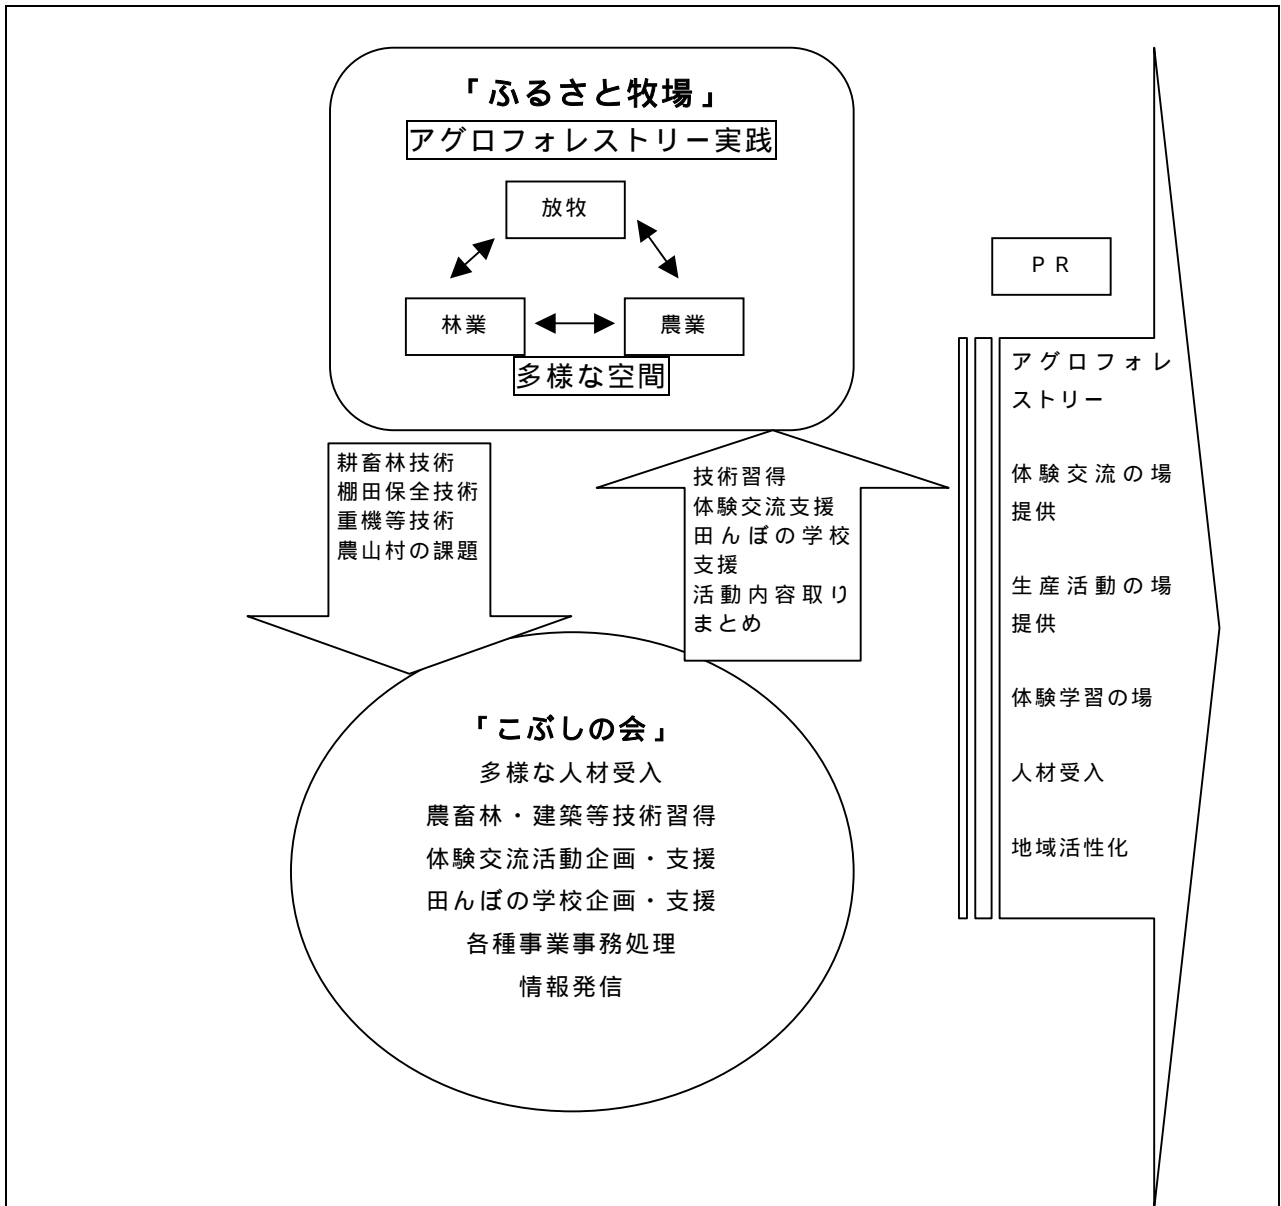 「ふるさと牧場」
アグロフォレストリー実践
放牧
林業
農業
多様な空間
耕畜林技術
棚田保全技術
重機等技術
農山村の課題
技術習得
体験交流支援
田んぼの学校
支援
活動内容取り
まとめ
「こぶしの会」
多様な人材受入
農畜林・建築等技術習得
体験交流活動企画・支援
田んぼの学校企画・支援
各種事業事務処理
情報発信
ＰＲ
アグロフォレ
ストリー
体験交流の場
提供
生産活動の場
提供
体験学習の場
人材受入
地域活性化